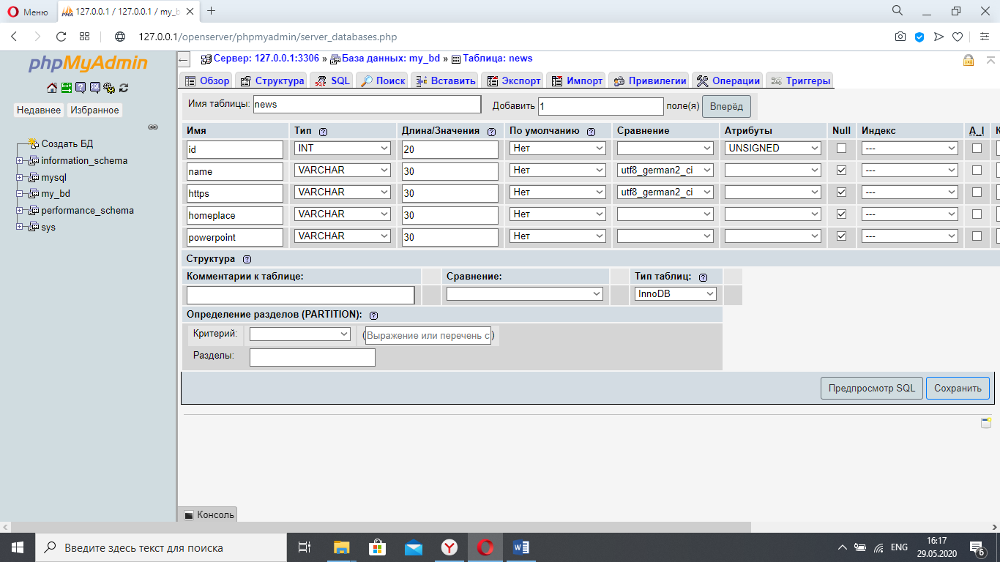 Меню
127.0.0.1 / 127.0.0.1 / my_b
127.0.0.1/openserver/phpmyadmin/server_databases.php
phpMyAdmin
Недавнее Избранное
Создать БД
information_schema
mysql
my_bd
performance_schema
sys
Сервер: 127.0.0.1:3306 » База данных: my_bd » Таблица: news
Обзор Структура SQL Поиск Вставить Экспорт Импорт Привилегии Операции Триггеры
Имя таблицы: news Добавить 1 поле(я) Вперёд
Имя Тип Длина/Значения По умолчанию Сравнение Атрибуты Null Индекс A_I
id INT 20 Нет UNSIGNED ---
name VARCHAR 30 Нет utf8_german2_ci ---
https VARCHAR 30 Нет utf8_german2_ci ---
homeplace VARCHAR 30 Нет ---
powerpoint VARCHAR 30 Нет ---
Структура
Комментарии к таблице: Сравнение: Тип таблиц:
InnoDB
Определение разделов (PARTITION):
Критерий: (Выражение или перечень с)
Разделы:
Предпросмотр SQL Сохранить
Консоль
Введите здесь текст для поиска
ENG
16:17
29.05.2020
6